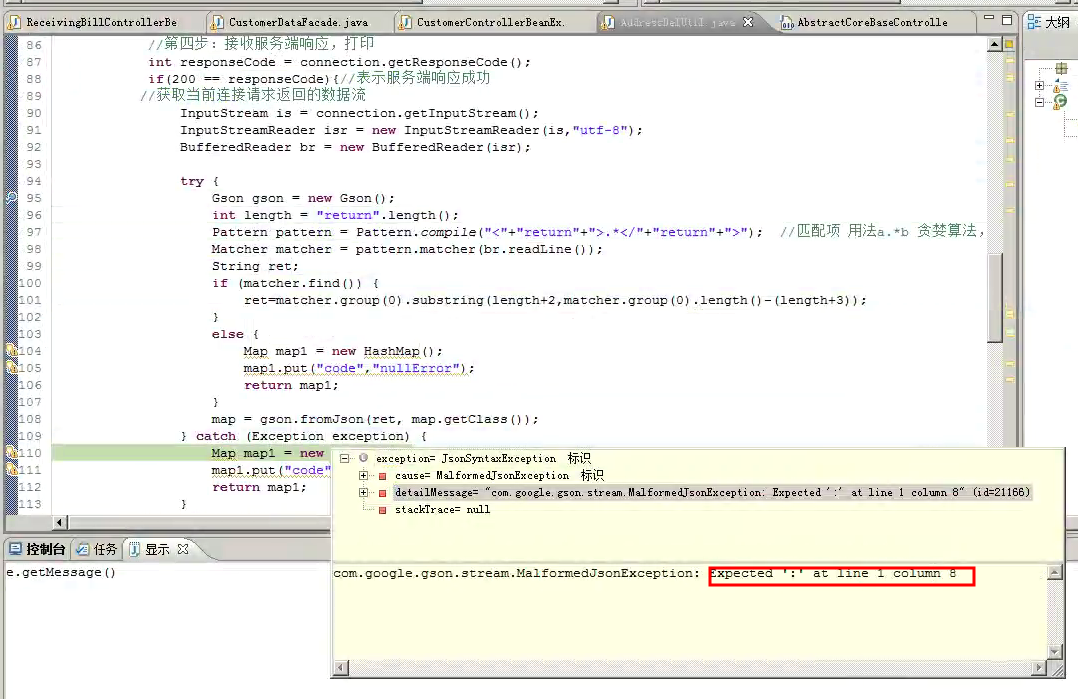 ReceivingBillControllerBe
CustomerDataFacade.java
CustomerControllerBeanEx.
AddressDelUtil.java
AbstractCoreBaseControlle
大纲
86 //第四步：接收服务端响应，打印
87 int responseCode = connection.getResponseCode();
88 if(200 == responseCode){//表示服务端响应成功
89 //获取当前连接请求返回的数据流
90 InputStream is = connection.getInputStream();
91 InputStreamReader isr = new InputStreamReader(is,"utf-8");
92 BufferedReader br = new BufferedReader(isr);
93
94 try {
95 Gson gson = new Gson();
96 int length = "return".length();
97 Pattern pattern = Pattern.compile("<"+"return"+">.*</"+"return"+">"); //匹配项 用法a.*b 贪婪算法，
98 Matcher matcher = pattern.matcher(br.readLine());
99 String ret;
100 if (matcher.find()) {
101 ret=matcher.group(0).substring(length+2,matcher.group(0).length()-(length+3));
102 }
103 else {
104 Map map1 = new HashMap();
105 map1.put("code","nullError");
106 return map1;
107 }
108 map = gson.fromJson(ret, map.getClass());
109 } catch (Exception exception) {
110 Map map1 = new
111 map1.put("code"
112 return map1;
113 }
exception= JsonSyntaxException 标识
cause= MalformedJsonException 标识
detailMessage= "com.google.gson.stream.MalformedJsonException: Expected ':' at line 1 column 8" (id=21166)
stackTrace= null
控制台 任务 显示
e.getMessage()
com.google.gson.stream.MalformedJsonException: Expected ':' at line 1 column 8